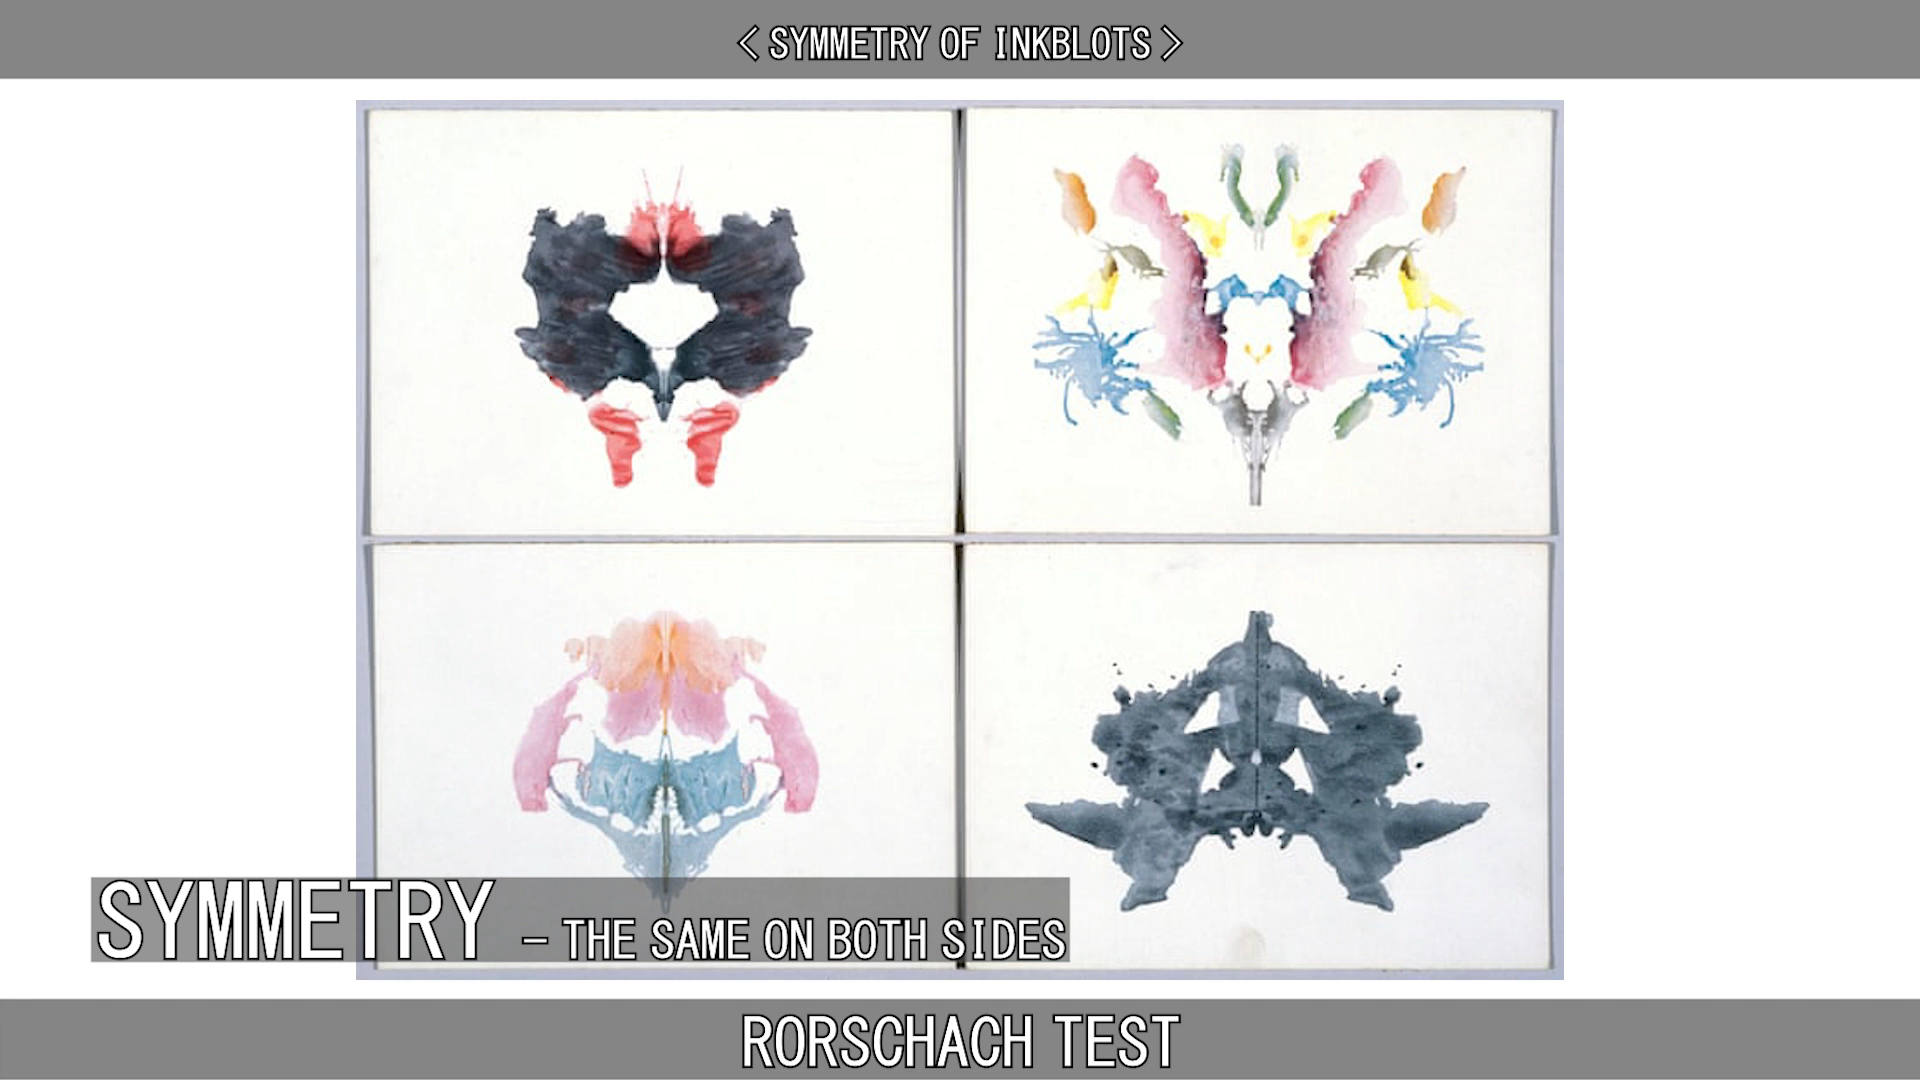 < SYMMETRY OF INKBLOTS >
SYMMETRY – THE SAME ON BOTH SIDES
RORSCHACH TEST